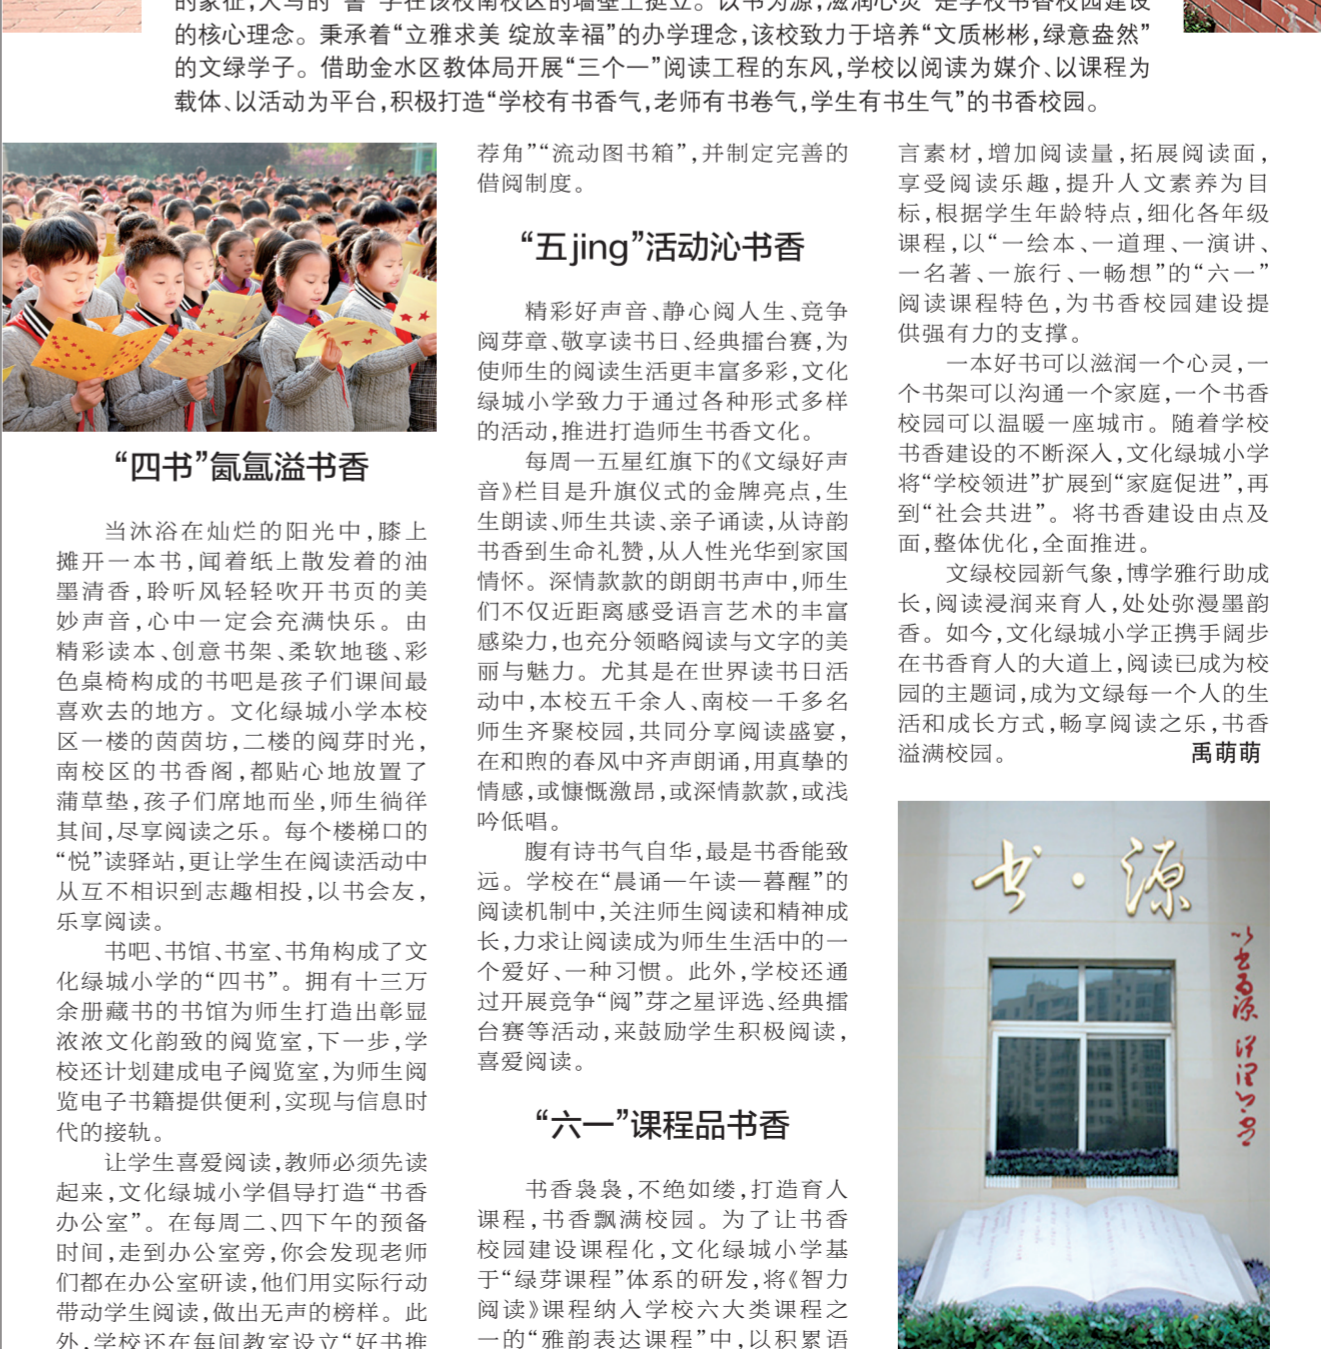 的象征，大写的“书”字在该校南校区的墙壁上挺立。“以书为源，滋润心灵”是学校书香校园建设
的核心理念。秉承着“立雅求美 绽放幸福”的办学理念，该校致力于培养“文质彬彬，绿意盎然”
的文绿学子。借助金水区教体局开展“三个一”阅读工程的东风，学校以阅读为媒介、以课程为
载体、以活动为平台，积极打造“学校有书香气，老师有书卷气，学生有书生气”的书香校园。
“四书”氤氲溢书香
当沐浴在灿烂的阳光中，膝上
摊开一本书，闻着纸上散发着的油
墨清香，聆听风轻轻吹开书页的美
妙声音，心中一定会充满快乐。由
精彩读本、创意书架、柔软地毯、彩
色桌椅构成的书吧是孩子们课间最
喜欢去的地方。文化绿城小学本校
区一楼的茵茵坊，二楼的阅芽时光，
南校区的书香阁，都贴心地放置了
蒲草垫，孩子们席地而坐，师生徜徉
其间，尽享阅读之乐。每个楼梯口的
“悦”读驿站，更让学生在阅读活动中
从互不相识到志趣相投，以书会友，
乐享阅读。
书吧、书馆、书室、书角构成了文
化绿城小学的“四书”。拥有十三万
余册藏书的书馆为师生打造出彰显
浓浓文化韵致的阅览室，下一步，学
校还计划建成电子阅览室，为师生阅
览电子书籍提供便利，实现与信息时
代的接轨。
让学生喜爱阅读，教师必须先读
起来，文化绿城小学倡导打造“书香
办公室”。在每周二、四下午的预备
时间，走到办公室旁，你会发现老师
们都在办公室研读，他们用实际行动
带动学生阅读，做出无声的榜样。此
外，学校还在每间教室设立“好书推
荐角”“流动图书箱”，并制定完善的
借阅制度。
“五jing”活动沁书香
精彩好声音、静心阅人生、竞争
阅芽章、敬享读书日、经典擂台赛，为
使师生的阅读生活更丰富多彩，文化
绿城小学致力于通过各种形式多样
的活动，推进打造师生书香文化。
每周一五星红旗下的《文绿好声
音》栏目是升旗仪式的金牌亮点，生
生朗读、师生共读、亲子诵读，从诗韵
书香到生命礼赞，从人性光华到家国
情怀。深情款款的朗朗书声中，师生
们不仅近距离感受语言艺术的丰富
感染力，也充分领略阅读与文字的美
丽与魅力。尤其是在世界读书日活
动中，本校五千余人、南校一千多名
师生齐聚校园，共同分享阅读盛宴，
在和煦的春风中齐声朗诵，用真挚的
情感，或慷慨激昂，或深情款款，或浅
吟低唱。
腹有诗书气自华，最是书香能致
远。学校在“晨诵—午读—暮醒”的
阅读机制中，关注师生阅读和精神成
长，力求让阅读成为师生生活中的一
个爱好、一种习惯。此外，学校还通
过开展竞争“阅”芽之星评选、经典擂
台赛等活动，来鼓励学生积极阅读，
喜爱阅读。
“六一”课程品书香
书香袅袅，不绝如缕，打造育人
课程，书香飘满校园。为了让书香
校园建设课程化，文化绿城小学基
于“绿芽课程”体系的研发，将《智力
阅读》课程纳入学校六大类课程之
一的“雅韵表达课程”中，以积累语
言素材，增加阅读量，拓展阅读面，
享受阅读乐趣，提升人文素养为目
标，根据学生年龄特点，细化各年级
课程，以“一绘本、一道理、一演讲、
一名著、一旅行、一畅想”的“六一”
阅读课程特色，为书香校园建设提
供强有力的支撑。
一本好书可以滋润一个心灵，一
个书架可以沟通一个家庭，一个书香
校园可以温暖一座城市。随着学校
书香建设的不断深入，文化绿城小学
将“学校领进”扩展到“家庭促进”，再
到“社会共进”。将书香建设由点及
面，整体优化，全面推进。
文绿校园新气象，博学雅行助成
长，阅读浸润来育人，处处弥漫墨韵
香。如今，文化绿城小学正携手阔步
在书香育人的大道上，阅读已成为校
园的主题词，成为文绿每一个人的生
活和成长方式，畅享阅读之乐，书香
溢满校园。 禹萌萌
书·源
以书为源